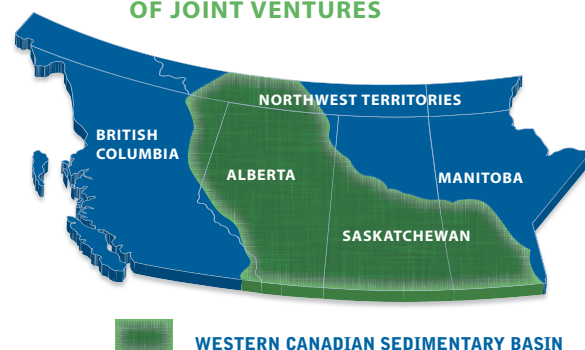 OF JOINT VENTURES
NORTHWEST TERRITORIES
BRITISH
COLUMBIA
ALBERTA
MANITOBA
SASKATCHEWAN
WESTERN CANADIAN SEDIMENTARY BASIN